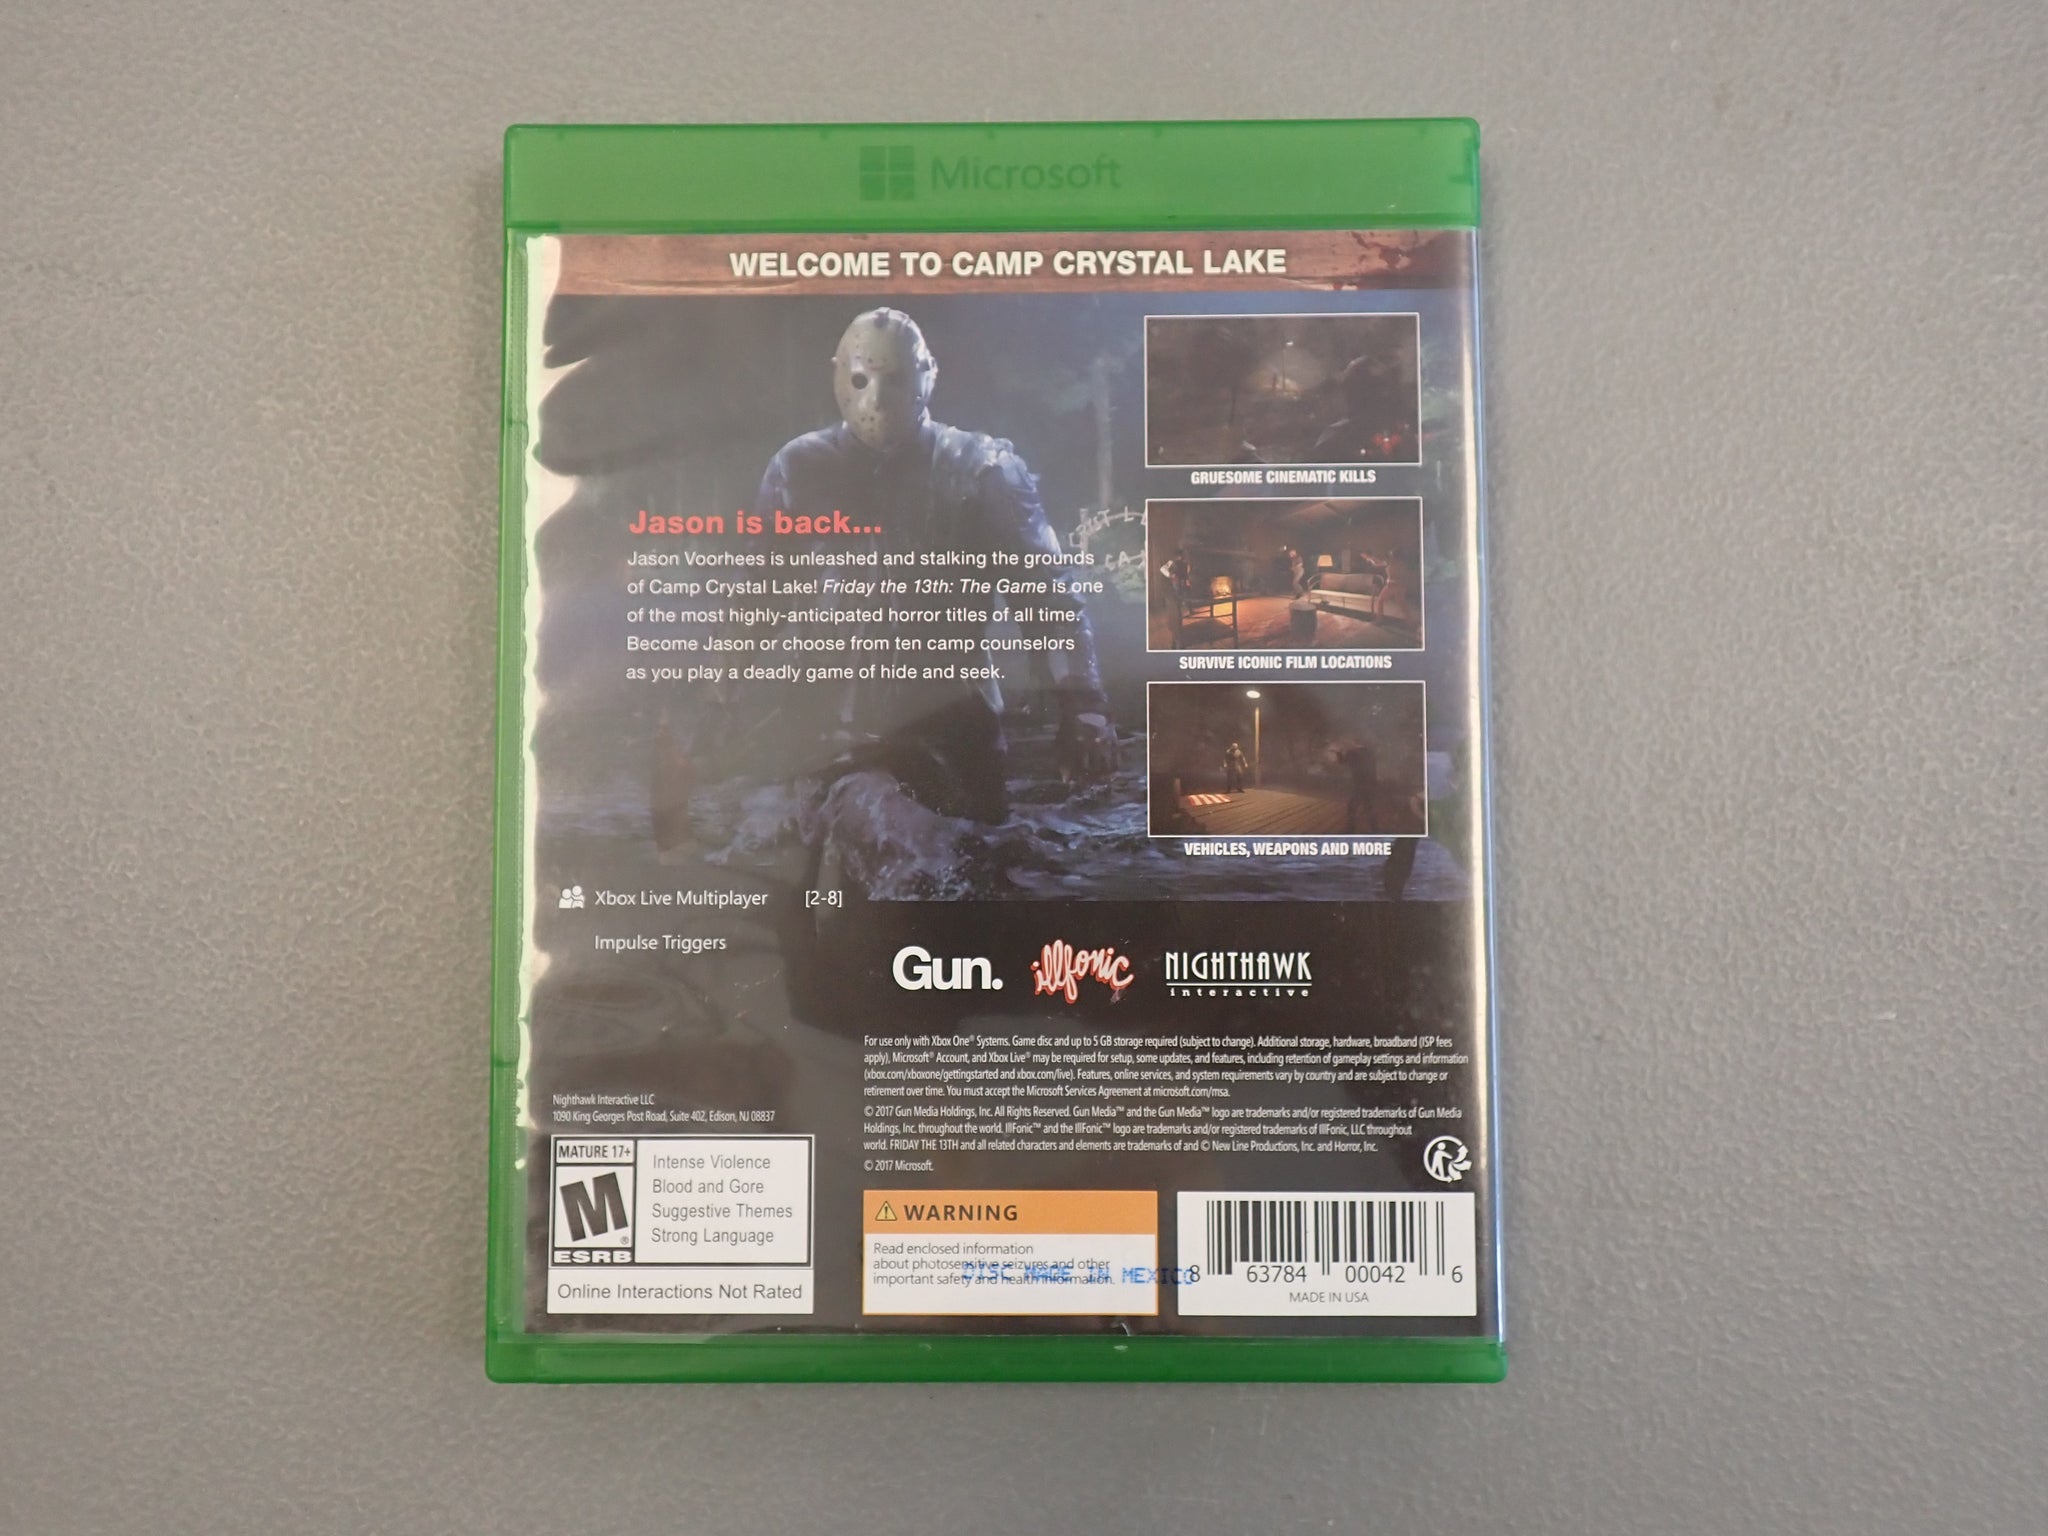 Microsoft
WELCOME TO CAMP CRYSTAL LAKE
GRUESOME CINEMATIC KILLS
Jason is back...
Jason Voorhees is unleashed and stalking the grounds
of Camp Crystal Lake! Friday the 13th: The Game is one
of the most highly-anticipated horror titles of all time.
Become Jason or choose from ten camp counselors
as you play a deadly game of hide and seek.
SURVIVE ICONIC FILM LOCATIONS
VEHICLES, WEAPONS AND MORE
Xbox Live Multiplayer [2-8]
Impulse Triggers
Gun. illfonic NIGHTHAWK
interactive
For use only with Xbox One® Systems. Game disc and up to 5 GB storage required (subject to change). Additional storage, hardware, broadband (ISP fees
apply), Microsoft® Account, and Xbox Live® may be required for setup, some updates, and features, including retention of gameplay settings and information
(xbox.com/xboxone/gettingstarted and xbox.com/live). Features, online services, and system requirements vary by country and are subject to change or
retirement over time. You must accept the Microsoft Services Agreement at microsoft.com/msa.
© 2017 Gun Media Holdings, Inc. All Rights Reserved. Gun Media™ and the Gun Media™ logo are trademarks and/or registered trademarks of Gun Media
Holdings, Inc. throughout the world. IllFonic™ and the IllFonic™ logo are trademarks and/or registered trademarks of IllFonic, LLC throughout
world. FRIDAY THE 13TH and all related characters and elements are trademarks of and © New Line Productions, Inc. and Horror, Inc.
© 2017 Microsoft.
Nighthawk Interactive LLC
1090 King Georges Post Road, Suite 402, Edison, NJ 08837
MATURE 17+
M®
ESRB
Intense Violence
Blood and Gore
Suggestive Themes
Strong Language
Online Interactions Not Rated
WARNING
Read enclosed information
about photosensitive seizures and other
important safety and health information.
DISC MADE IN MEXICO
8 63784 00042 6
MADE IN USA